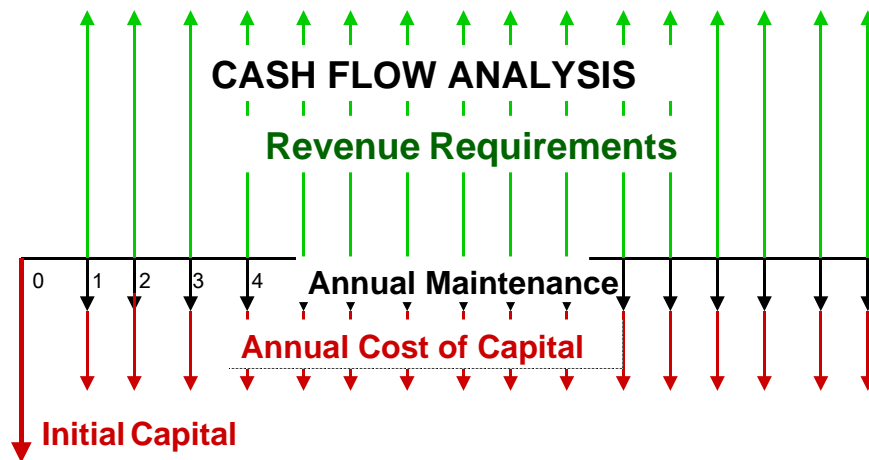 CASH FLOW ANALYSIS
Revenue Requirements
0 1 2 3 4 Annual Maintenance
Annual Cost of Capital
Initial Capital